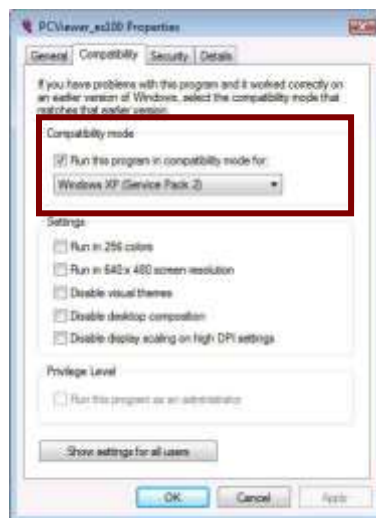 PCViewer_es100 Properties
General Compatibility Security Details
If you have problems with this program and it worked correctly on
an earlier version of Windows, select the compatibility mode that
matches that earlier version.
Compatibility mode
Run this program in compatibility mode for:
Windows XP (Service Pack 2)
Settings
Run in 256 colors
Run in 640 x 480 screen resolution
Disable visual themes
Disable desktop composition
Disable display scaling on high DPI settings
Privilege Level
Run this program as an administrator
Show settings for all users
OK Cancel Apply